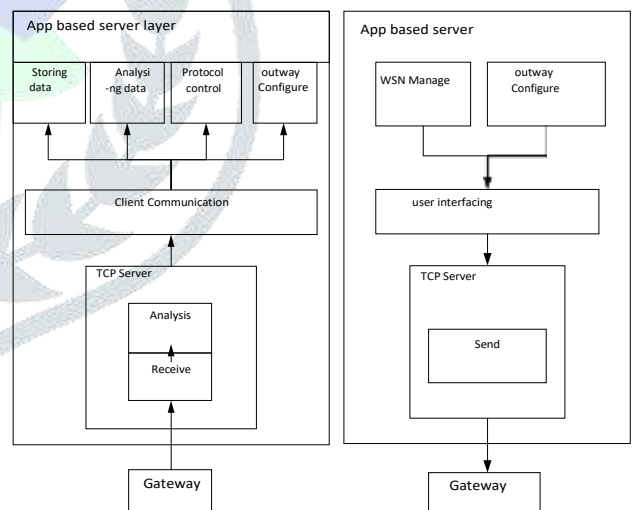 App based server layer
Storing
data
Analysi
-ng data
Protocol
control
outway
Configure
Client Communication
TCP Server
Analysis
Receive
Gateway
App based server
WSN Manage
outway
Configure
user interfacing
TCP Server
Send
Gateway